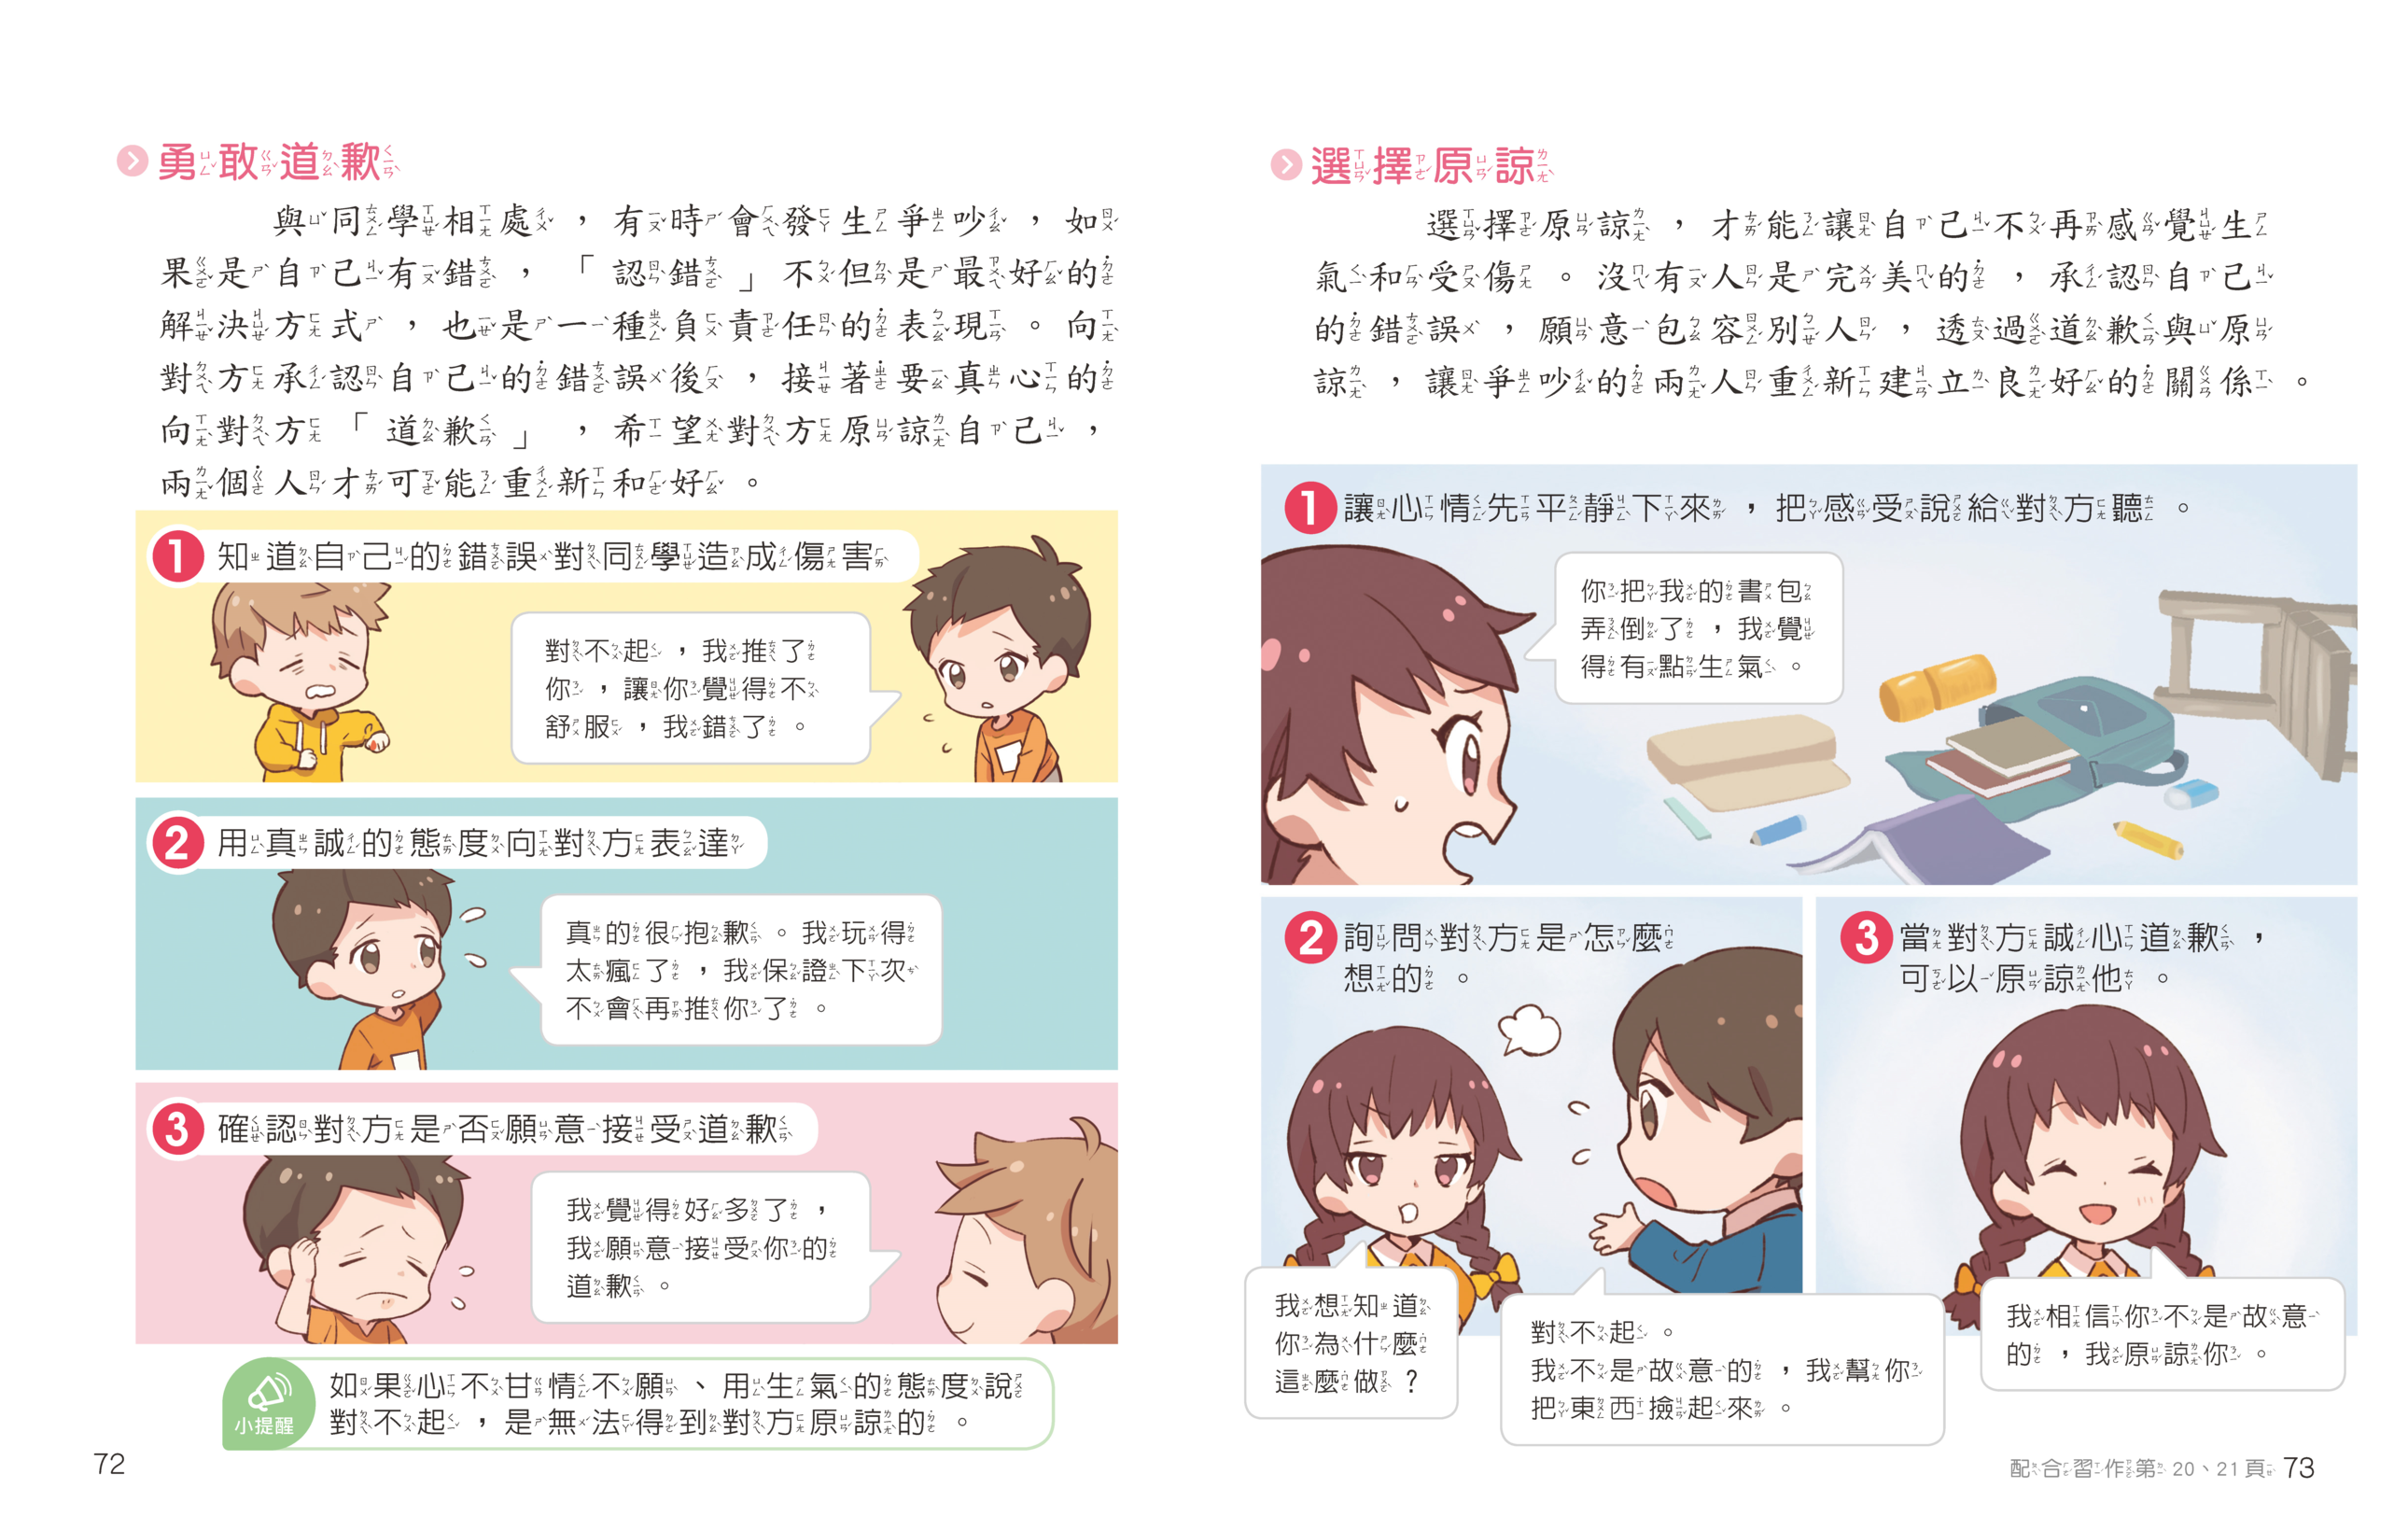 勇敢道歉
與同學相處，有時會發生爭吵，如
果是自己有錯，「認錯」不但是最好的
解決方式，也是一種負責任的表現。向
對方承認自己的錯誤後，接著要真心的
向對方「道歉」，希望對方原諒自己，
兩個人才可能重新和好。
1 知道自己的錯誤對同學造成傷害
對不起，我推了
你，讓你覺得不
舒服，我錯了。
2 用真誠的態度向對方表達
真的很抱歉。我玩得
太瘋了，我保證下次
不會再推你了。
3 確認對方是否願意接受道歉
我覺得好多了，
我願意接受你的
道歉。
小提醒
如果心不甘情不願、用生氣的態度說
對不起，是無法得到對方原諒的。
72
選擇原諒
選擇原諒，才能讓自己不再感覺生
氣和受傷。沒有人是完美的，承認自己
的錯誤，願意包容別人，透過道歉與原
諒，讓爭吵的兩人重新建立良好的關係。
1 讓心情先平靜下來，把感受說給對方聽。
你把我的書包
弄倒了，我覺
得有點生氣。
2 詢問對方是怎麼
想的。
我想知道
你為什麼
這麼做？
對不起。
我不是故意的，我幫你
把東西撿起來。
3 當對方誠心道歉，
可以原諒他。
我相信你不是故意
的，我原諒你。
配合習作第20、21頁 73